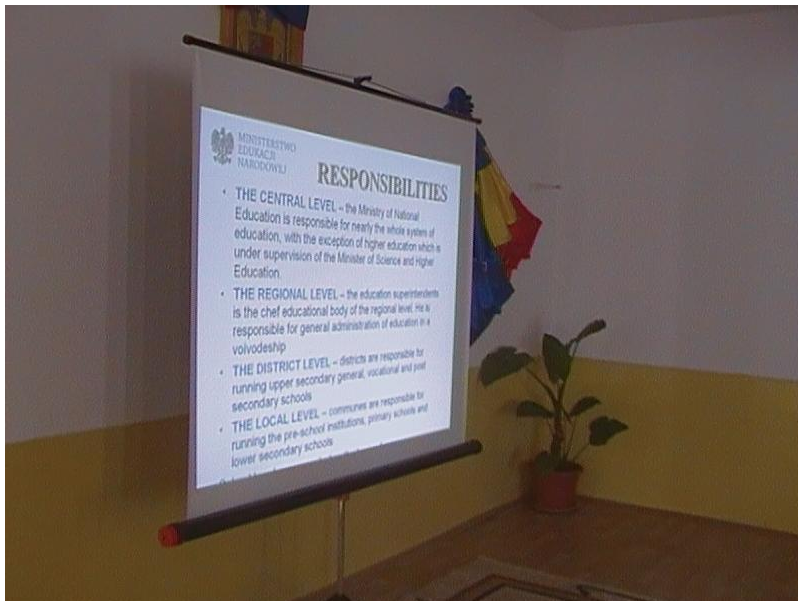 MINISTERSTWO
EDUKACJI
NARODOWEJ
RESPONSIBILITIES
• THE CENTRAL LEVEL – the Ministry of National
Education is responsible for nearly the whole system of
education, with the exception of higher education which is
under supervision of the Minister of Science and Higher
Education.
• THE REGIONAL LEVEL – the education superintendents
is the chef educational body of the regional level. He is
responsible for general administration of education in a
voivodeship
• THE DISTRICT LEVEL – districts are responsible for
running upper secondary general, vocational and post
secondary schools
• THE LOCAL LEVEL – communes are responsible for
running the pre-school institutions, primary schools and
lower secondary schools